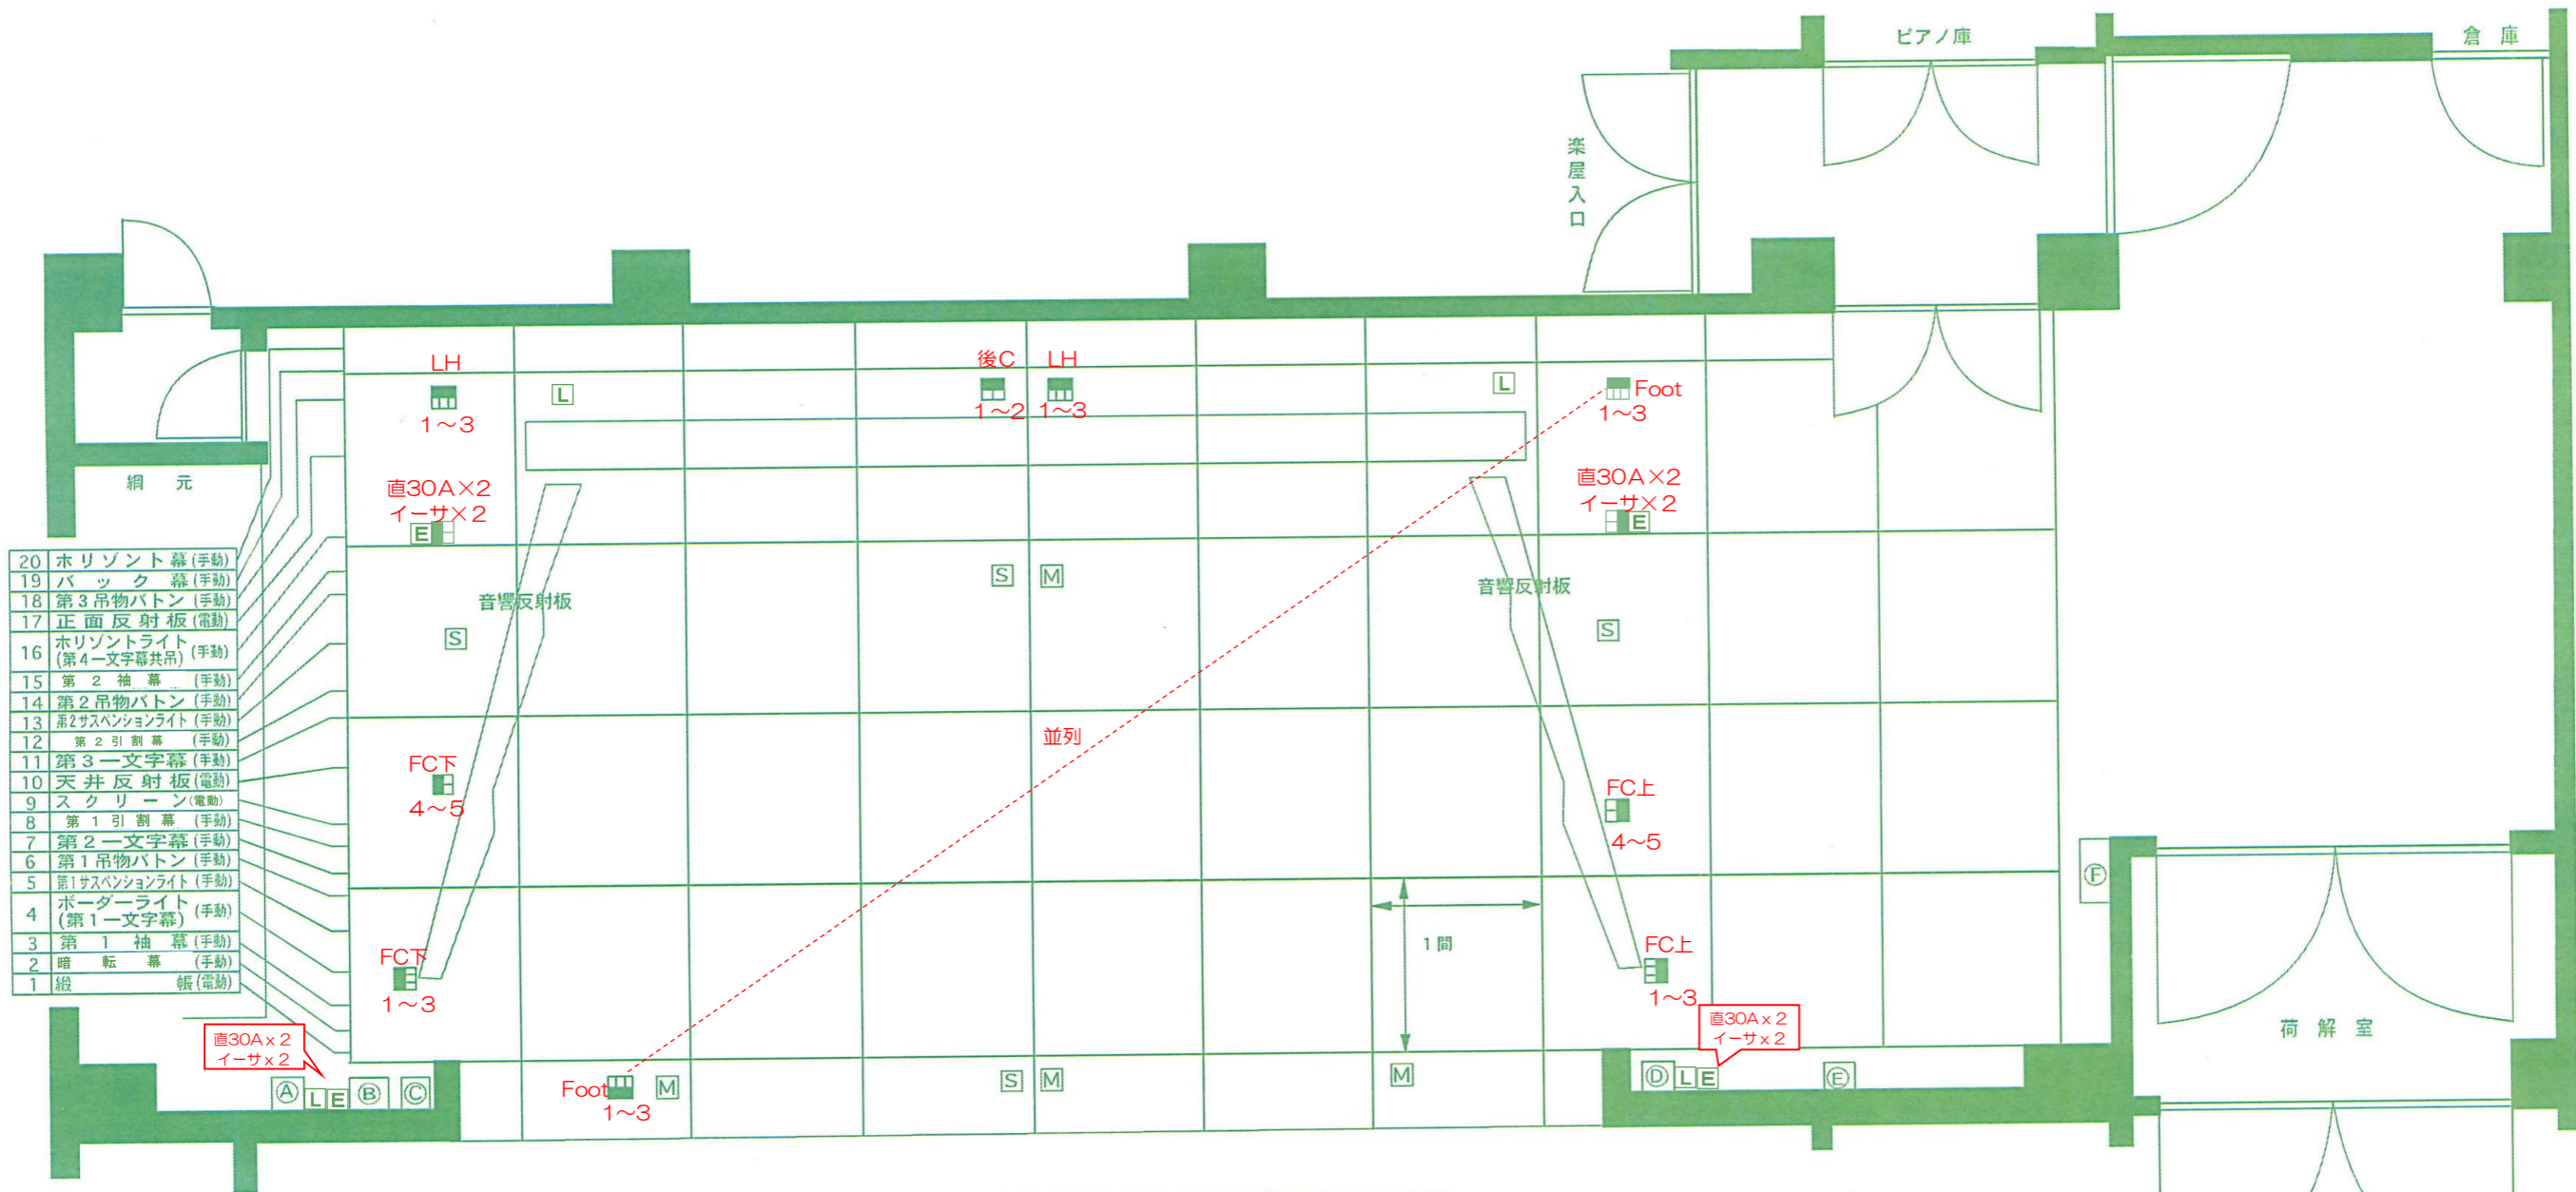 ピアノ庫
倉 庫
楽屋入口
LH
1～3
L
後C
1～2
LH
1～3
L
Foot
1～3
綱 元
直30A×2
イーサ×2
E
直30A×2
イーサ×2
E
20 ホリゾント幕(手動)
19 バック幕(手動)
18 第3吊物バトン(手動)
17 正面反射板(電動)
16 ホリゾントライト(手動)
(第4一文字幕共吊)
15 第2袖幕(手動)
14 第2吊物バトン(手動)
13 第2サスペンションライト(手動)
12 第2引割幕(手動)
11 第3一文字幕(手動)
10 天井反射板(電動)
9 スクリーン(電動)
8 第1引割幕(手動)
7 第2一文字幕(手動)
6 第1吊物バトン(手動)
5 第1サスペンションライト(手動)
4 ボーダーライト(手動)
(第1一文字幕)
3 第1袖幕(手動)
2 暗転幕(手動)
1 緞帳(電動)
S
M
音響反射板
音響反射板
S
S
並列
FC下
4～5
FC上
4～5
Ⓕ
1間
FC下
1～3
FC上
1～3
直30A×2
イーサ×2
直30A×2
イーサ×2
荷 解 室
Ⓐ
L
E
Ⓑ
Ⓒ
Foot
1～3
M
S
M
M
Ⓓ
L
E
Ⓔ